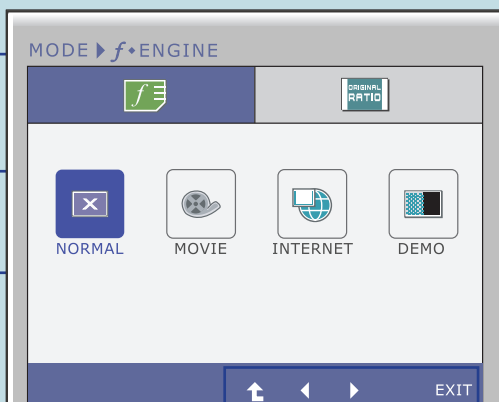 MODE ƒ•ENGINE
ƒ
ORIGINAL
RATIO
NORMAL MOVIE INTERNET DEMO
EXIT